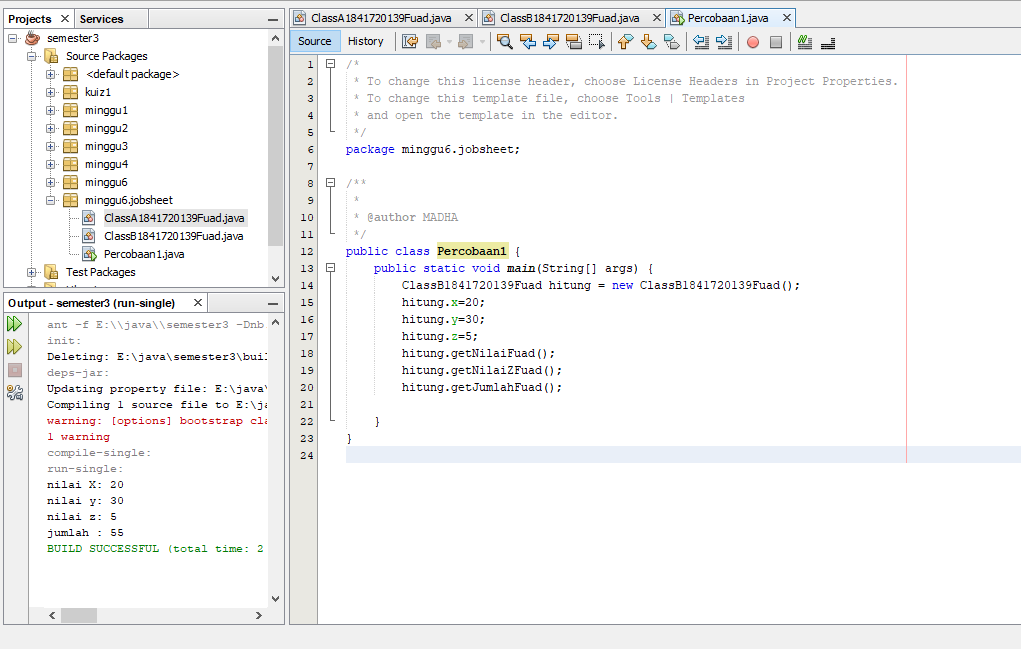 Projects
Services
semester3
Source Packages
<default package>
kuiz1
minggu1
minggu2
minggu3
minggu4
minggu6
minggu6.jobsheet
ClassA1841720139Fuad.java
ClassB1841720139Fuad.java
Percobaan1.java
Test Packages
Output - semester3 (run-single)
ant -f E:\\java\\semester3 -Dnb
init:
Deleting: E:\java\semester3\buil
deps-jar:
Updating property file: E:\java\
Compiling 1 source file to E:\ja
warning: [options] bootstrap cla
1 warning
compile-single:
run-single:
nilai X: 20
nilai y: 30
nilai z: 5
jumlah : 55
BUILD SUCCESSFUL (total time: 2
ClassA1841720139Fuad.java
ClassB1841720139Fuad.java
Percobaan1.java
Source
History
1 /*
2 * To change this license header, choose License Headers in Project Properties.
3 * To change this template file, choose Tools | Templates
4 * and open the template in the editor.
5 */
6 package minggu6.jobsheet;
7
8 /**
9 *
10 * @author MADHA
11 */
12 public class Percobaan1 {
13 public static void main(String[] args) {
14 ClassB1841720139Fuad hitung = new ClassB1841720139Fuad();
15 hitung.x=20;
16 hitung.y=30;
17 hitung.z=5;
18 hitung.getNilaiFuad();
19 hitung.getNilaiZFuad();
20 hitung.getJumlahFuad();
21
22 }
23 }
24